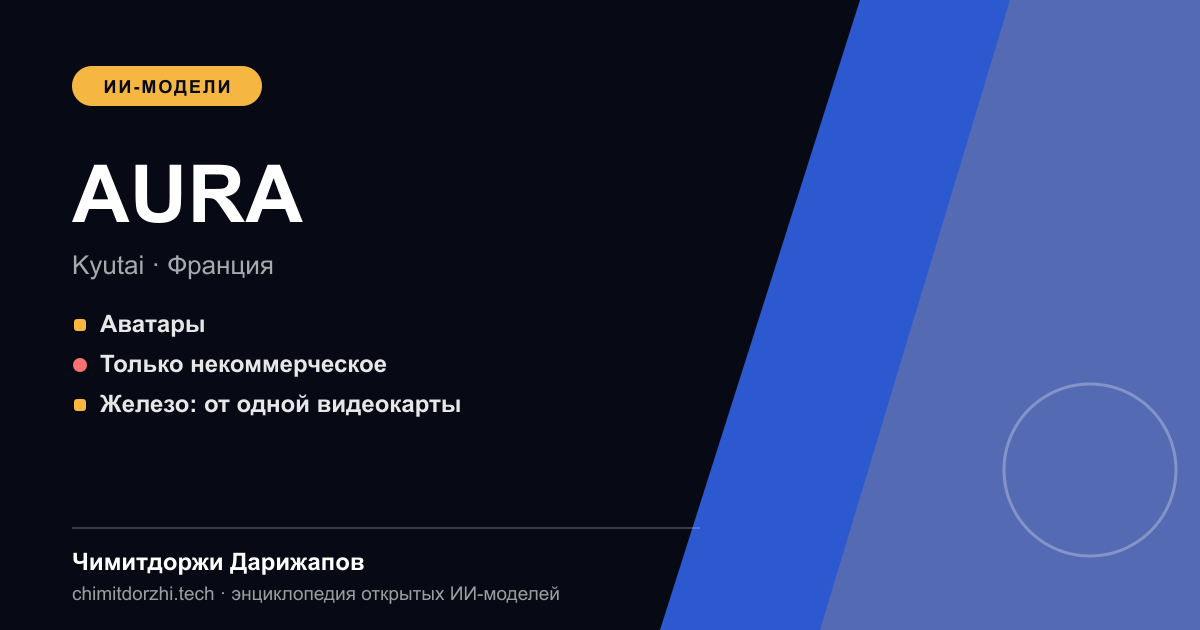 ИИ-МОДЕЛИ
AURA
Kyutai · Франция
Аватары
Только некоммерческое
Железо: от одной видеокарты
Чимитдоржи Дарижапов
chimitdorzhi.tech · энциклопедия открытых ИИ-моделей